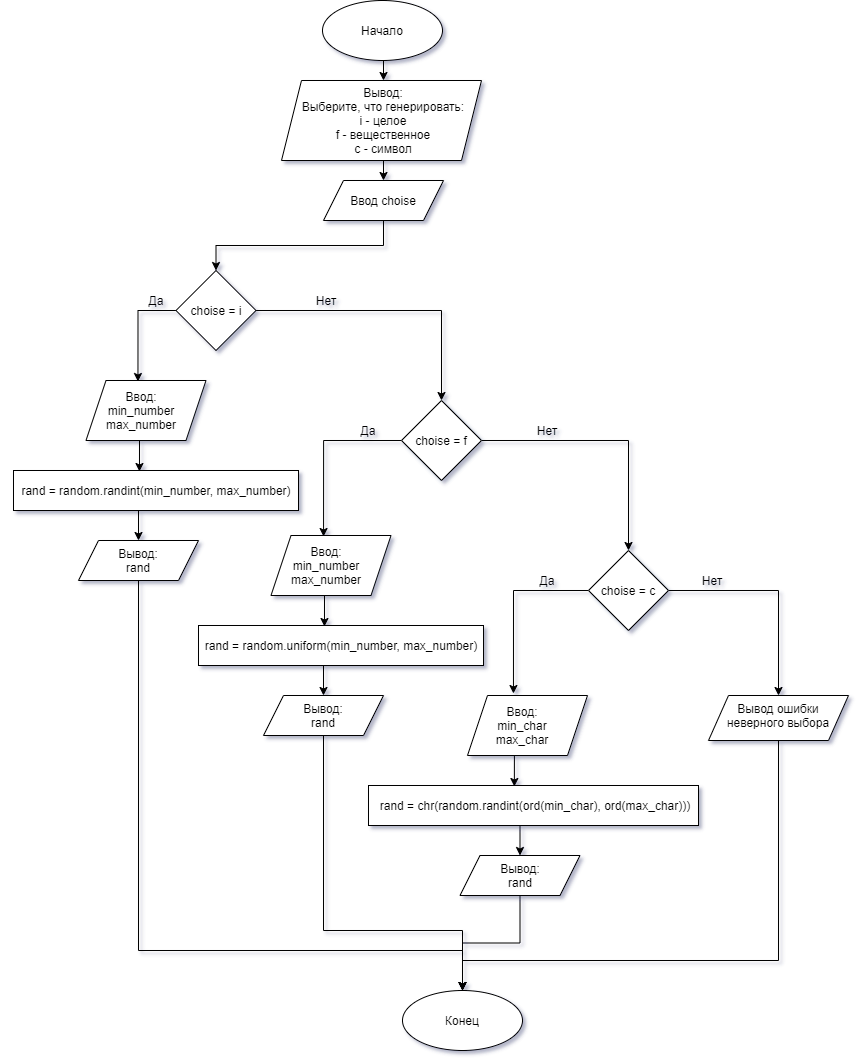 Начало
Вывод:
Выберите, что генерировать:
i - целое
f - вещественное
с - символ
Ввод choise
Да
choise = i
Нет
Ввод:
min_number
max_number
rand = random.randint(min_number, max_number)
Вывод:
rand
Да
choise = f
Нет
Ввод:
min_number
max_number
rand = random.uniform(min_number, max_number)
Вывод:
rand
Да
choise = c
Нет
Ввод:
min_char
max_char
rand = chr(random.randint(ord(min_char), ord(max_char)))
Вывод:
rand
Вывод ошибки
неверного выбора
Конец